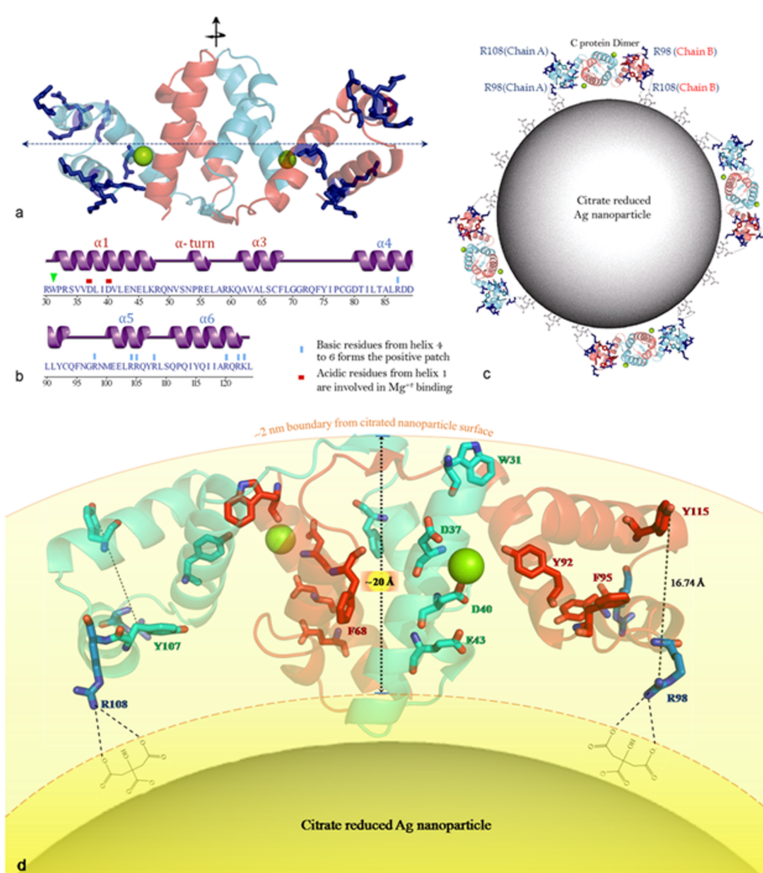 a
α1
α- turn
α3
α4
RWPRSVVDLIDVLENELKRQNVSNPRELARKQAVALSCFLGGRQFYIPCGDTILTALRDD
30 35 40 45 50 55 60 65 70 75 80 85
α5
α6
LLYCQFNGRNMEELRRQYRLSQPQIYQIIARQRKL
90 95 100 105 110 115 120
Basic residues from helix 4
to 6 forms the positive patch
Acidic residues from helix 1
are involved in Mg+2 binding
b
C protein Dimer
R108(Chain A)
R98 (Chain B)
R98(Chain A)
R108(Chain B)
Citrate reduced
Ag nanoparticle
c
~2 nm boundary from citrated nanoparticle surface
W31
D37
Y115
Y92
F95
~20 Å
16.74 Å
D40
F68
E43
Y107
R108
R98
HO
OH
Citrate reduced Ag nanoparticle
d